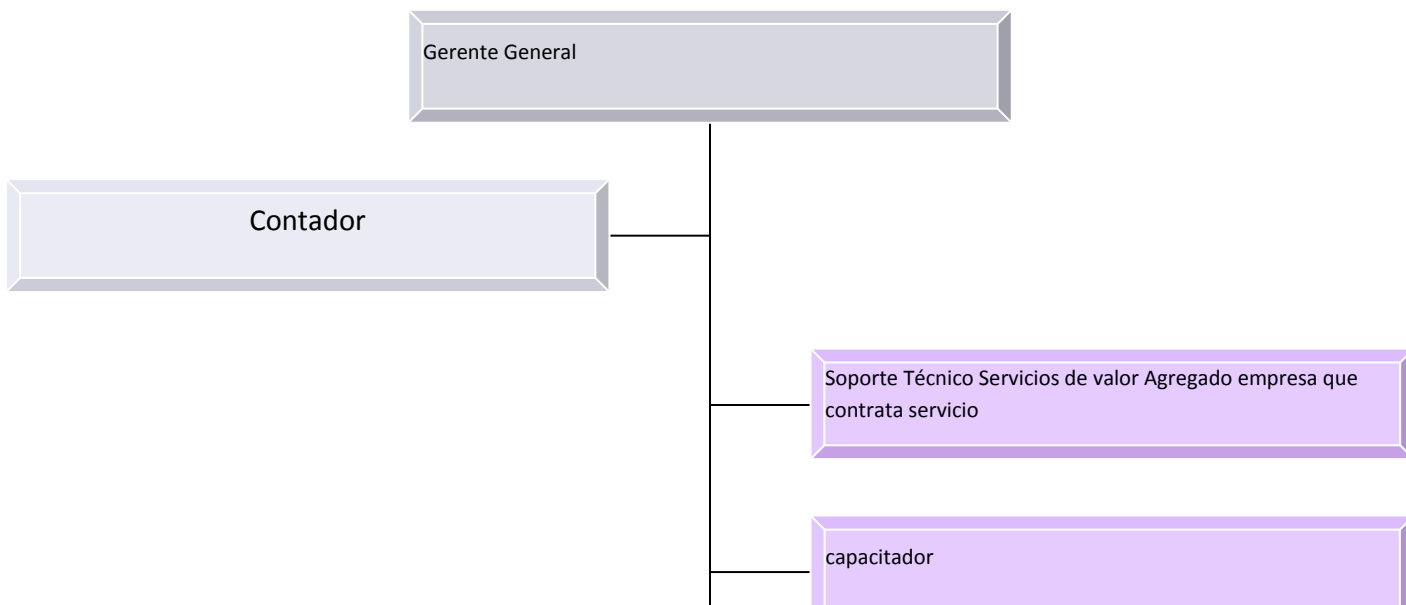 Gerente General
Contador
Soporte Técnico Servicios de valor Agregado empresa que
contrata servicio
capacitador